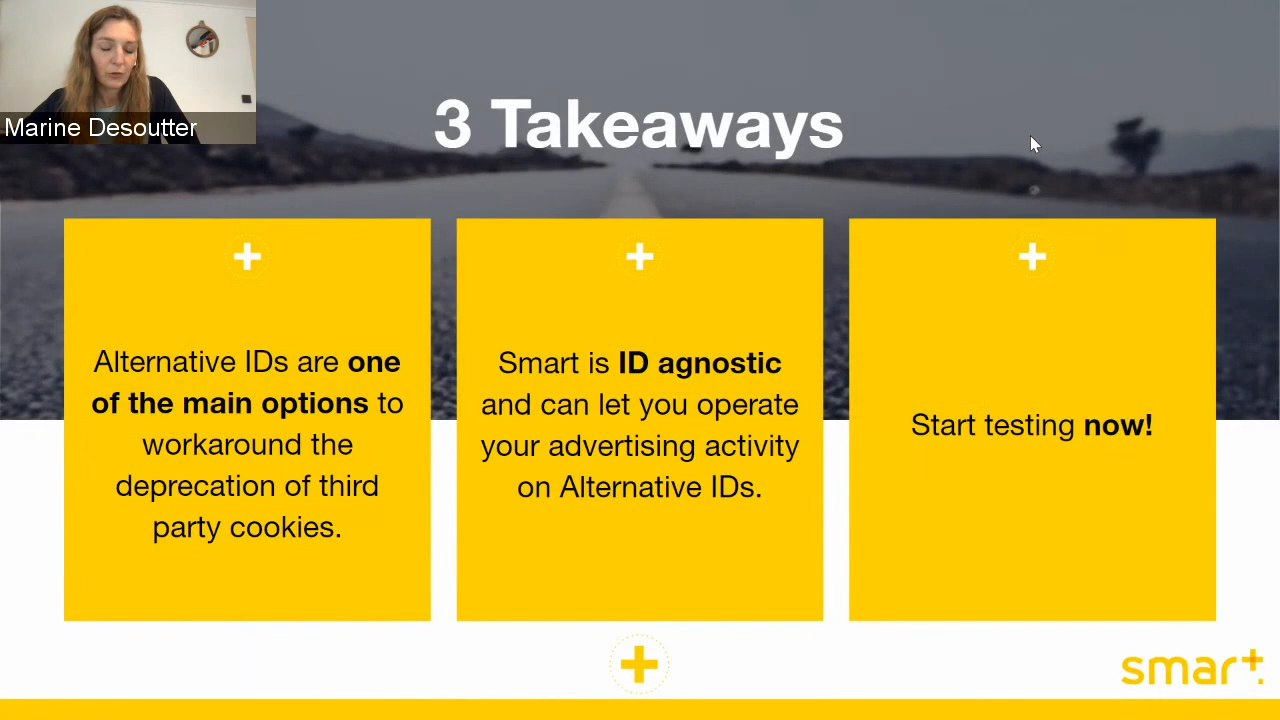 Marine Desoutter
3 Takeaways
Alternative IDs are one
of the main options to
workaround the
deprecation of third
party cookies.
Smart is ID agnostic
and can let you operate
your advertising activity
on Alternative IDs.
Start testing now!
smart